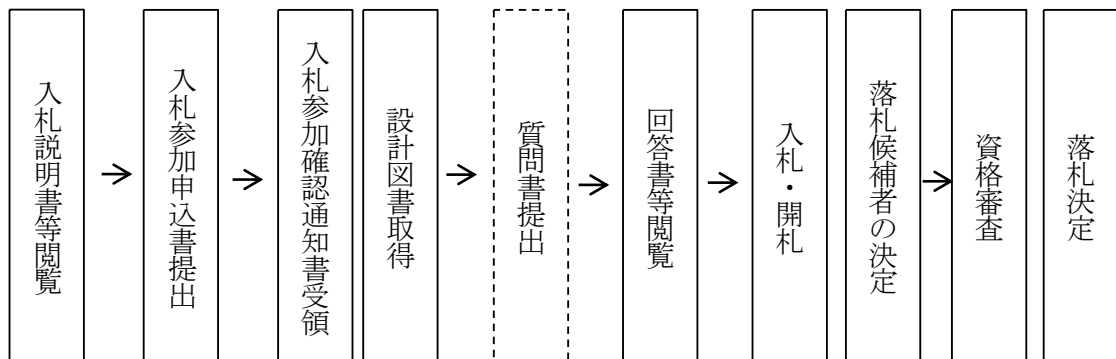 入札説明書等閲覧
入札参加申込書提出
入札参加確認通知書受領
設計図書取得
質問書提出
回答書等閲覧
入札・開札
落札候補者の決定
資格審査
落札決定